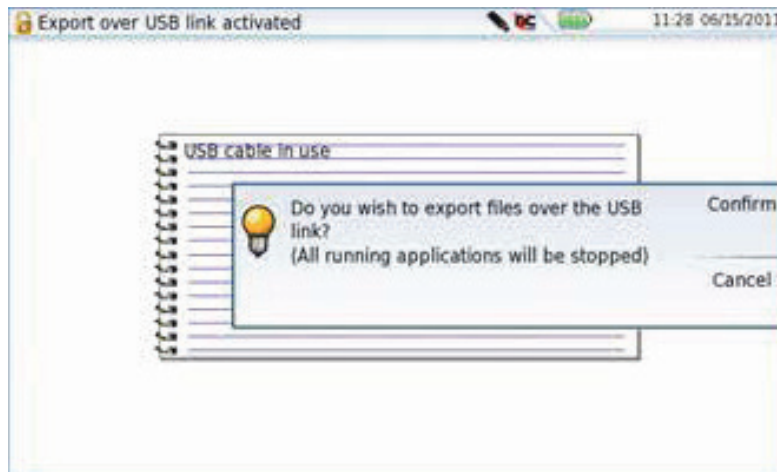 Export over USB link activated
DC
11:28 06/15/2011
USB cable in use
Do you wish to export files over the USB
link?
(All running applications will be stopped)
Confirm
Cancel